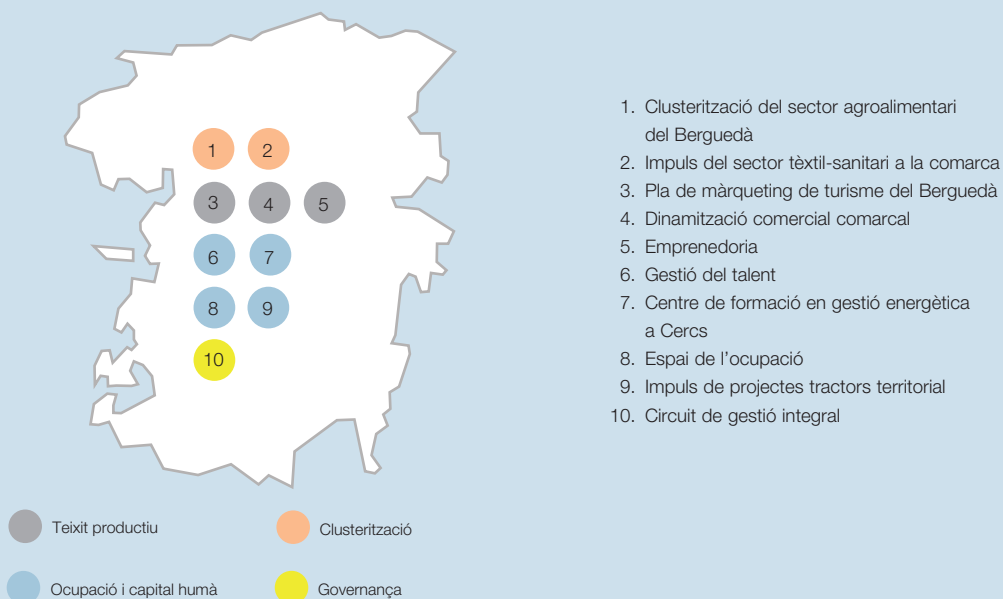 1
2
3
4
5
6
7
8
9
10
1. Clusterització del sector agroalimentari
del Berguedà
2. Impuls del sector tèxtil-sanitari a la comarca
3. Pla de màrqueting de turisme del Berguedà
4. Dinamització comercial comarcal
5. Emprenedoria
6. Gestió del talent
7. Centre de formació en gestió energètica
a Cercs
8. Espai de l’ocupació
9. Impuls de projectes tractors territorial
10. Circuit de gestió integral
Teixit productiu
Clusterització
Ocupació i capital humà
Governança